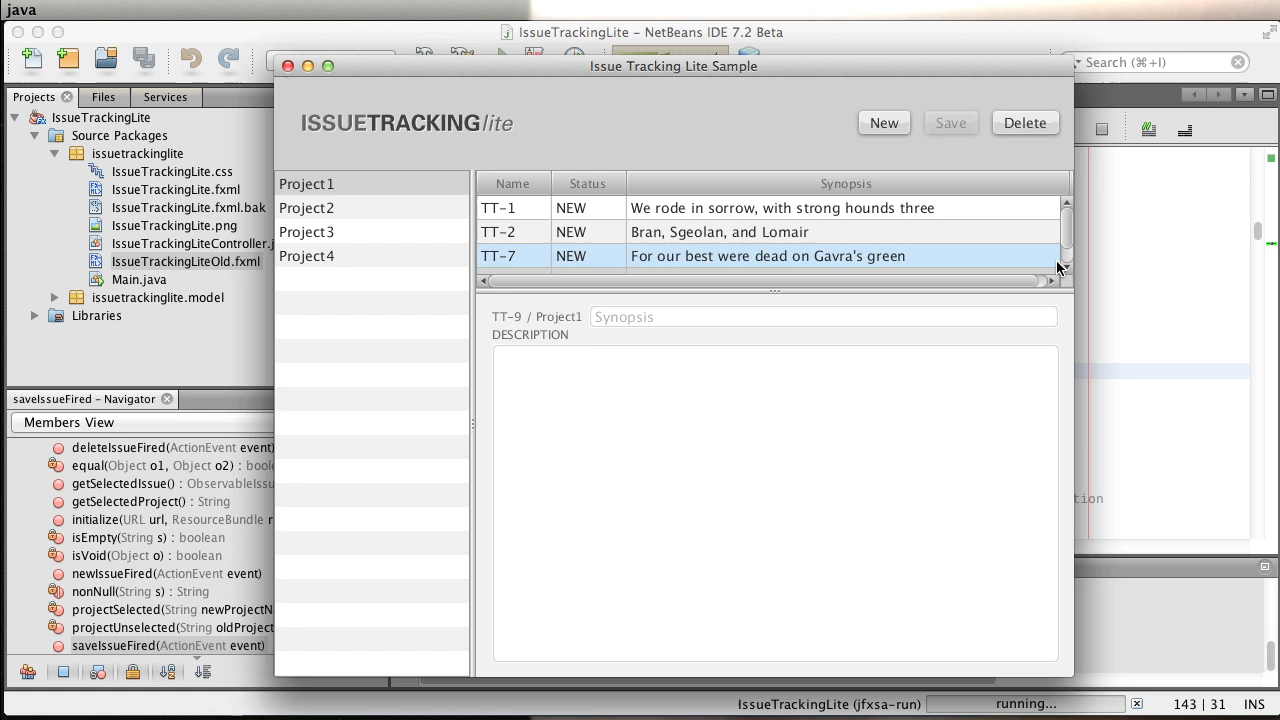 java
IssueTrackingLite – NetBeans IDE 7.2 Beta
Search (⌘+I)
Projects Files Services
IssueTrackingLite
Source Packages
issuetrackinglite
IssueTrackingLite.css
IssueTrackingLite.fxml
IssueTrackingLite.fxml.bak
IssueTrackingLite.png
IssueTrackingLiteController.j
IssueTrackingLiteOld.fxml
Main.java
issuetrackinglite.model
Libraries
saveIssueFired – Navigator
Members View
deleteIssueFired(ActionEvent event)
equal(Object o1, Object o2) : boole
getSelectedIssue() : ObservableIssu
getSelectedProject() : String
initialize(URL url, ResourceBundle r
isEmpty(String s) : boolean
isVoid(Object o) : boolean
newIssueFired(ActionEvent event)
nonNull(String s) : String
projectSelected(String newProjectN
projectUnselected(String oldProject
saveIssueFired(ActionEvent event)
Issue Tracking Lite Sample
ISSUETRACKINGlite
New Save Delete
Project1
Project2
Project3
Project4
Name Status Synopsis
TT-1 NEW We rode in sorrow, with strong hounds three
TT-2 NEW Bran, Sgeolan, and Lomair
TT-7 NEW For our best were dead on Gavra's green
TT-9 / Project1 Synopsis
DESCRIPTION
tion
IssueTrackingLite (jfxsa-run) running... 143 | 31 INS